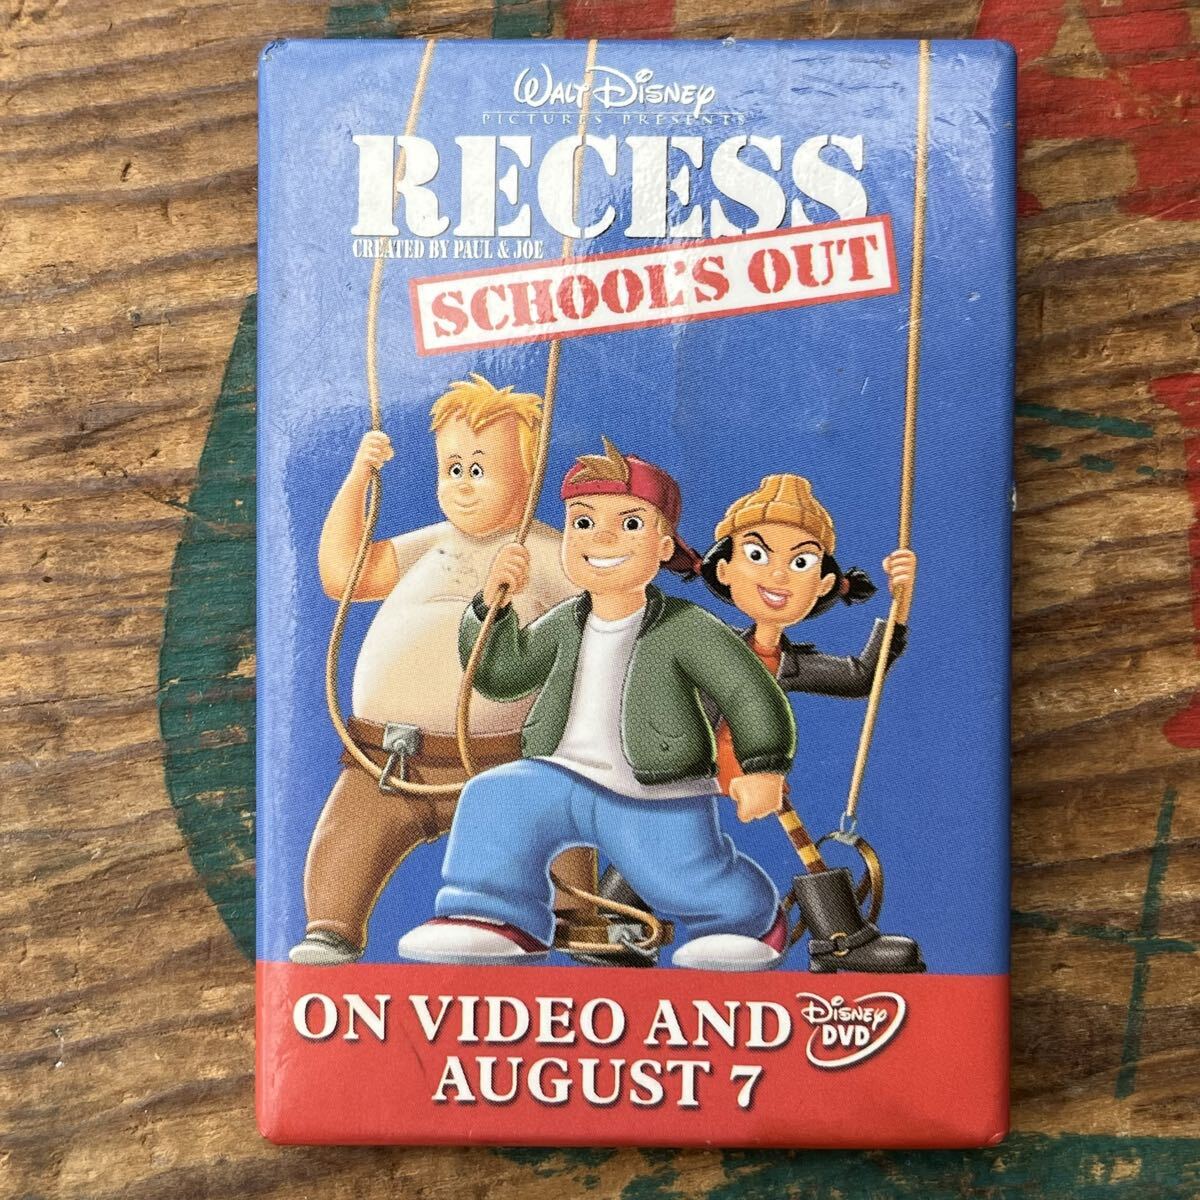 WALT DISNEY
PICTURES PRESENTS
RECESS
CREATED BY PAUL & JOE
SCHOOL'S OUT
ON VIDEO AND DISNEY DVD
AUGUST 7